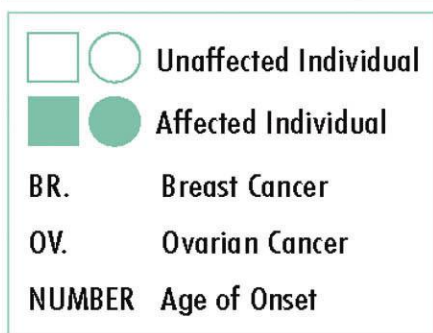 Unaffected Individual
Affected Individual
BR. Breast Cancer
OV. Ovarian Cancer
NUMBER Age of Onset